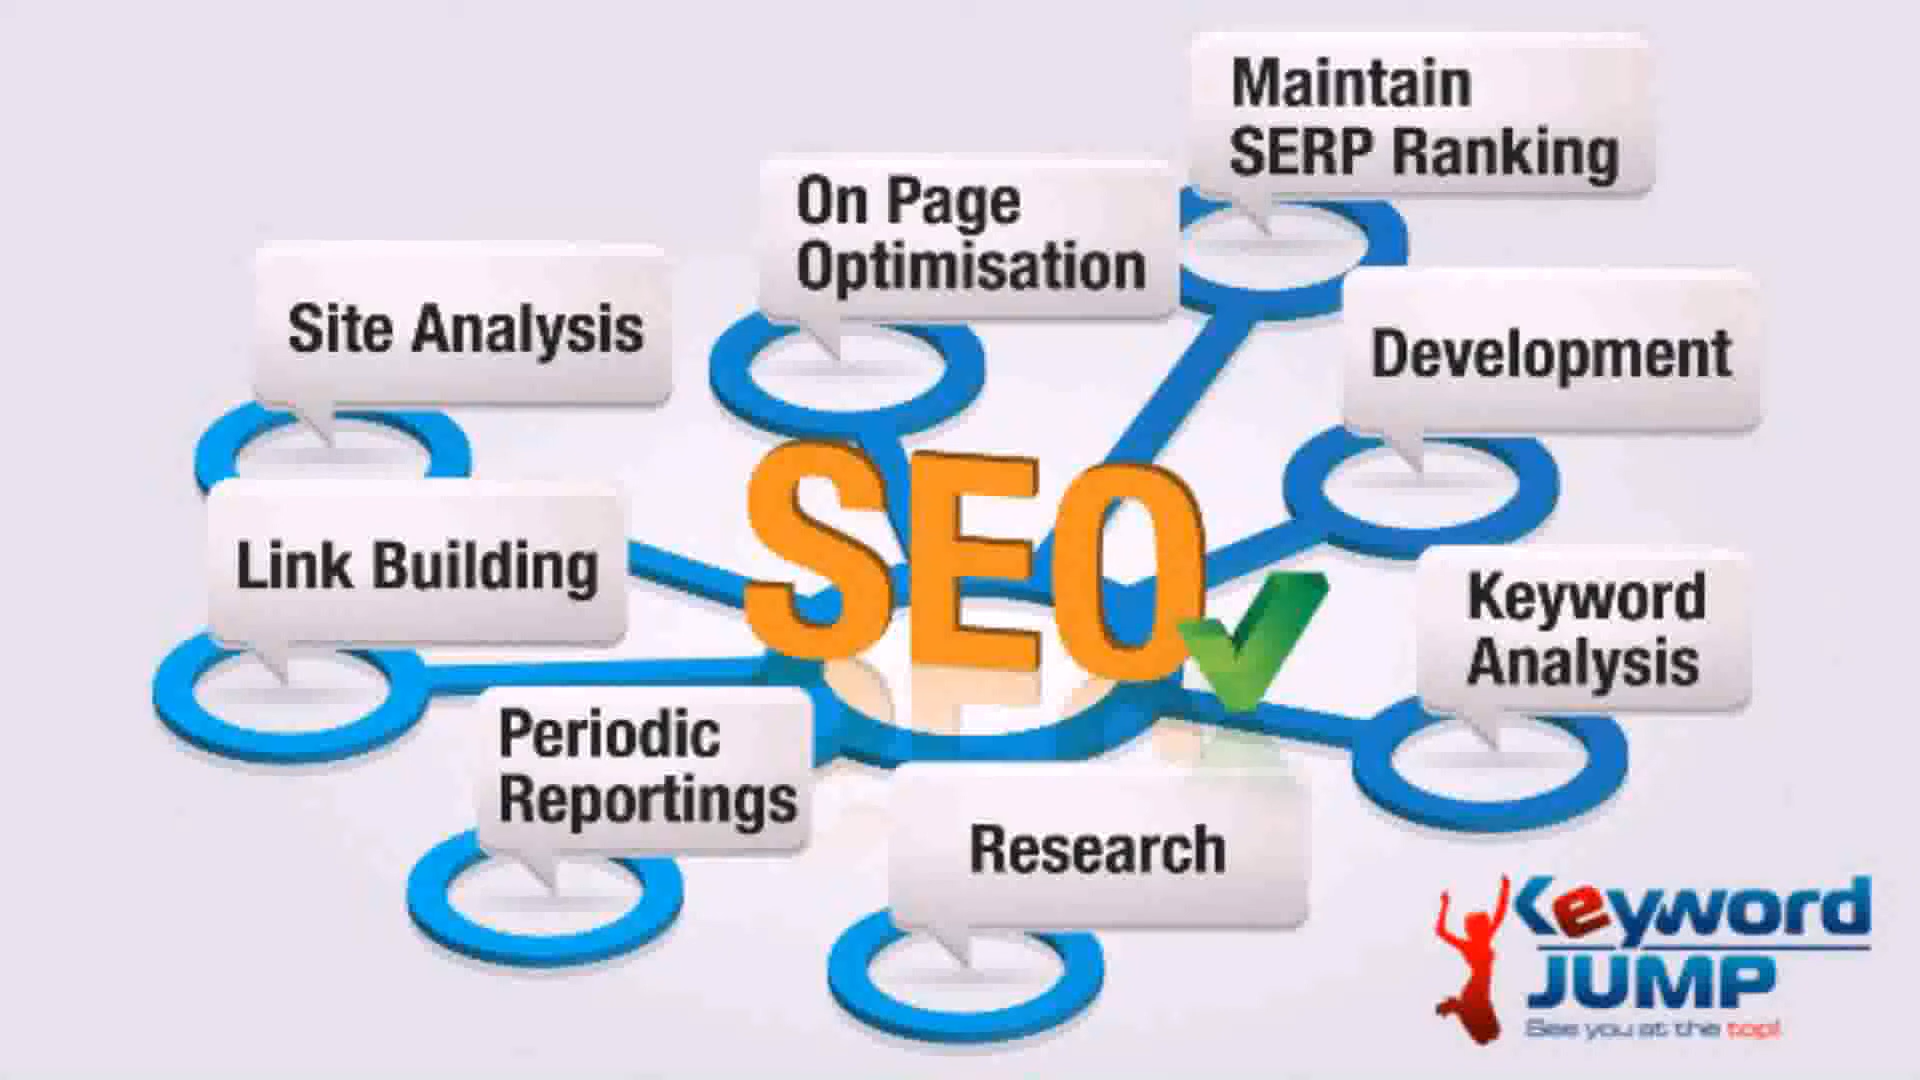 Maintain
SERP Ranking
On Page
Optimisation
Site Analysis
Development
SEO
Link Building
Keyword
Analysis
Periodic
Reportings
Research
Keyword
JUMP
See you at the top!